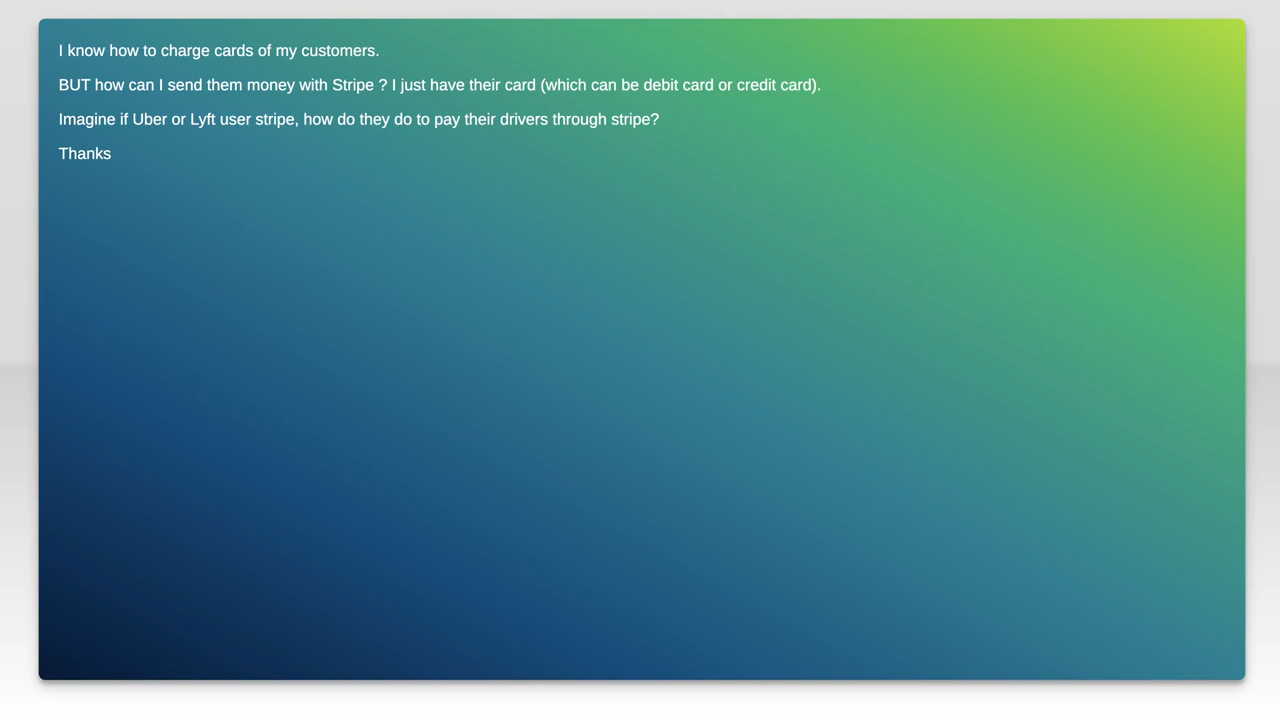 I know how to charge cards of my customers.
BUT how can I send them money with Stripe ? I just have their card (which can be debit card or credit card).
Imagine if Uber or Lyft user stripe, how do they do to pay their drivers through stripe?
Thanks